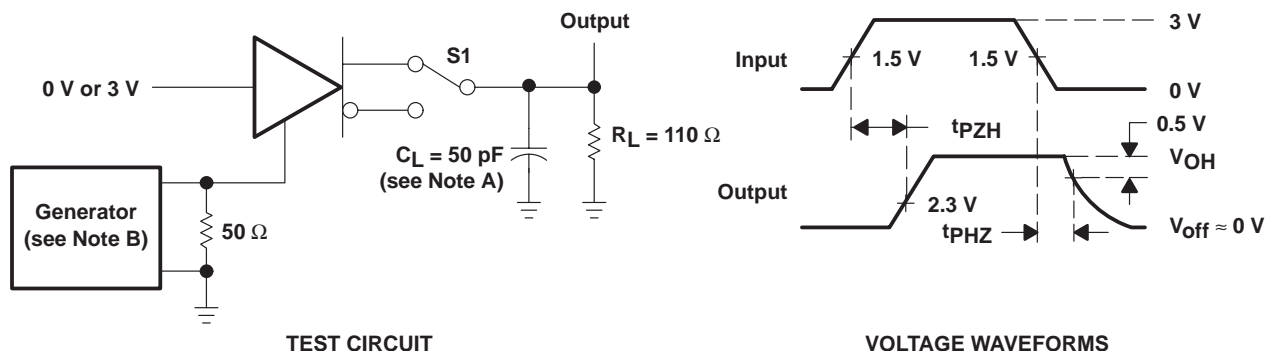 Output
S1
0 V or 3 V
CL = 50 pF
(see Note A)
RL = 110 Ω
Generator
(see Note B)
50 Ω
TEST CIRCUIT
3 V
Input
1.5 V
1.5 V
0 V
tPZH
0.5 V
VOH
Output
2.3 V
tPHZ
Voff ≈ 0 V
VOLTAGE WAVEFORMS